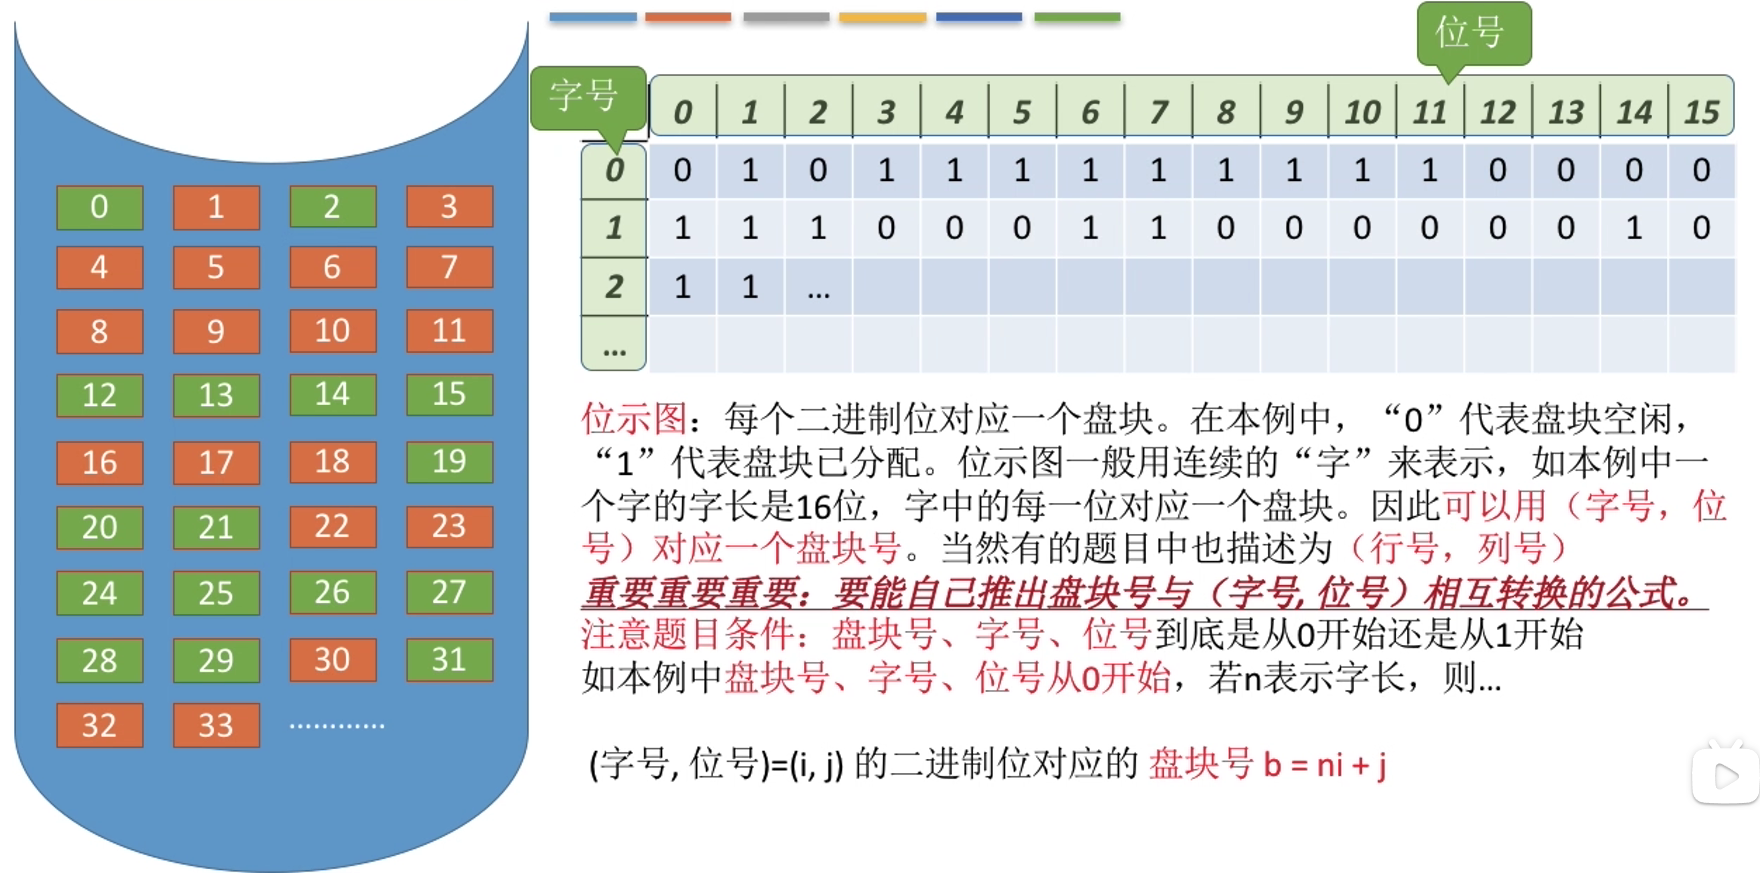 0 1 2 3
4 5 6 7
8 9 10 11
12 13 14 15
16 17 18 19
20 21 22 23
24 25 26 27
28 29 30 31
32 33 …………
位号
字号
0 1 2 3 4 5 6 7 8 9 10 11 12 13 14 15
0 0 1 0 1 1 1 1 1 1 1 1 1 0 0 0 0
1 1 1 1 0 0 0 1 1 0 0 0 0 0 0 1 0
2 1 1 ...
...
位示图：每个二进制位对应一个盘块。在本例中，“0”代表盘块空闲，
“1”代表盘块已分配。位示图一般用连续的“字”来表示，如本例中一
个字的字长是16位，字中的每一位对应一个盘块。因此可以用（字号，位
号）对应一个盘块号。当然有的题目中也描述为（行号，列号）
重要重要重要：要能自己推出盘块号与（字号, 位号）相互转换的公式。
注意题目条件：盘块号、字号、位号到底是从0开始还是从1开始
如本例中盘块号、字号、位号从0开始，若n表示字长，则...
(字号, 位号)=(i, j) 的二进制位对应的 盘块号 b = ni + j